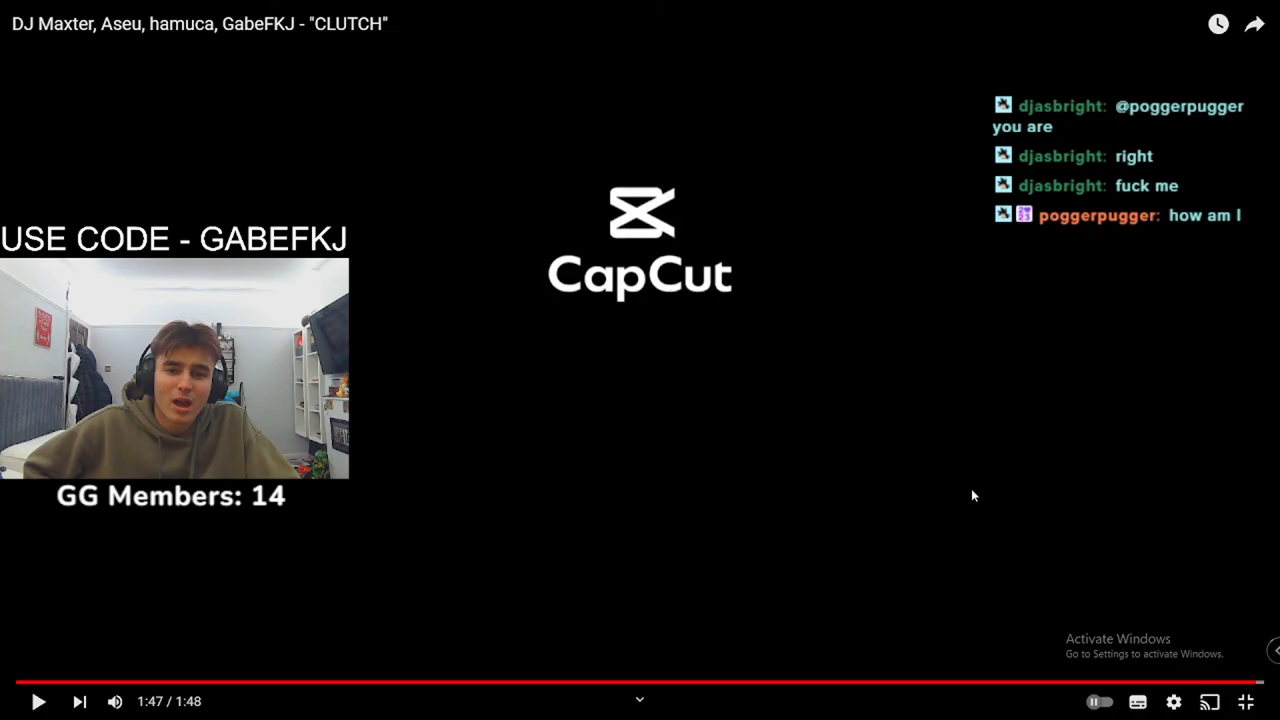 DJ Maxter, Aseu, hamuca, GabeFKJ - "CLUTCH"
djasbright: @poggerpugger
you are
djasbright: right
djasbright: fuck me
poggerpugger: how am I
USE CODE - GABEFKJ
CapCut
GG Members: 14
Activate Windows
Go to Settings to activate Windows.
1:47 / 1:48